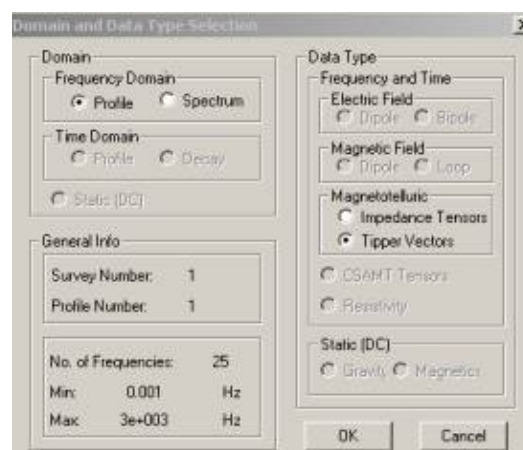 Domain and Data Type Selection
Domain
Frequency Domain
Profile Spectrum
Time Domain
Profile Decay
Static (DC)
General Info
Survey Number: 1
Profile Number: 1
No. of Frequencies: 25
Min: 0.001 Hz
Max 3e+003 Hz
Data Type
Frequency and Time
Electric Field
Dipole Bipole
Magnetic Field
Dipole Loop
Magnetotelluric
Impedance Tensors
Tipper Vectors
CSAMT Tensors
Resistivity
Static (DC)
Gravity Magnetics
OK Cancel